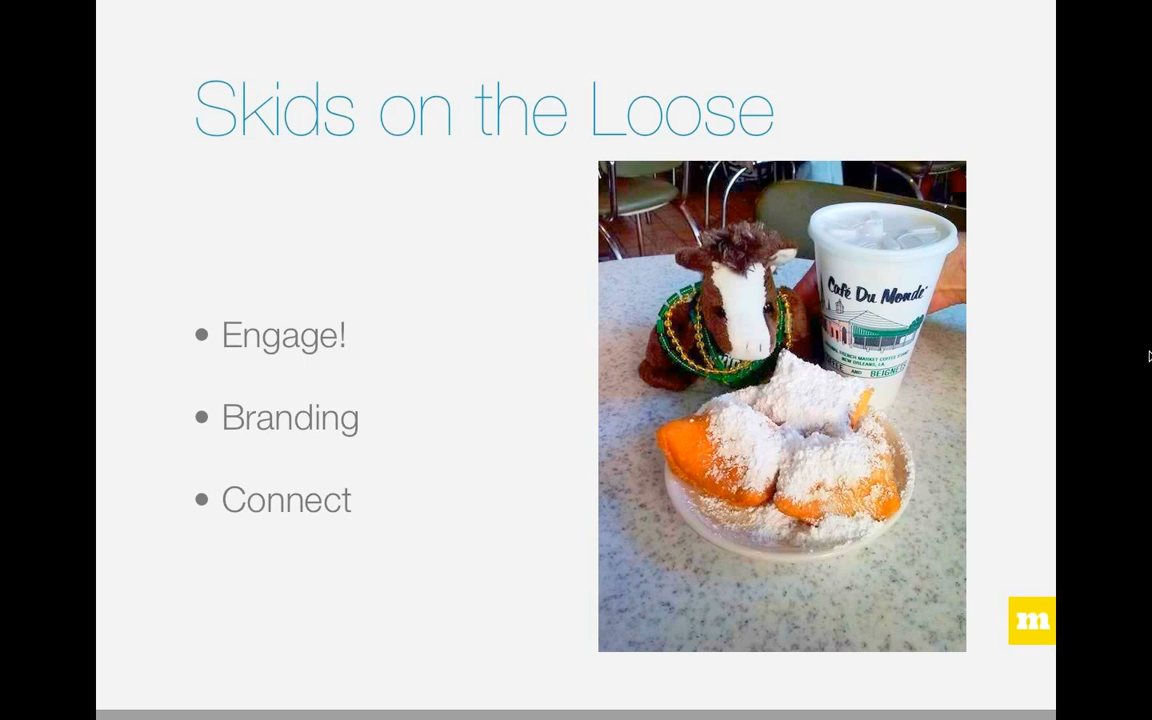 Skids on the Loose
• Engage!
• Branding
• Connect
Café Du Monde
ORIGINAL FRENCH MARKET COFFEE STAND
NEW ORLEANS, LA.
COFFEE AND BEIGNETS
m